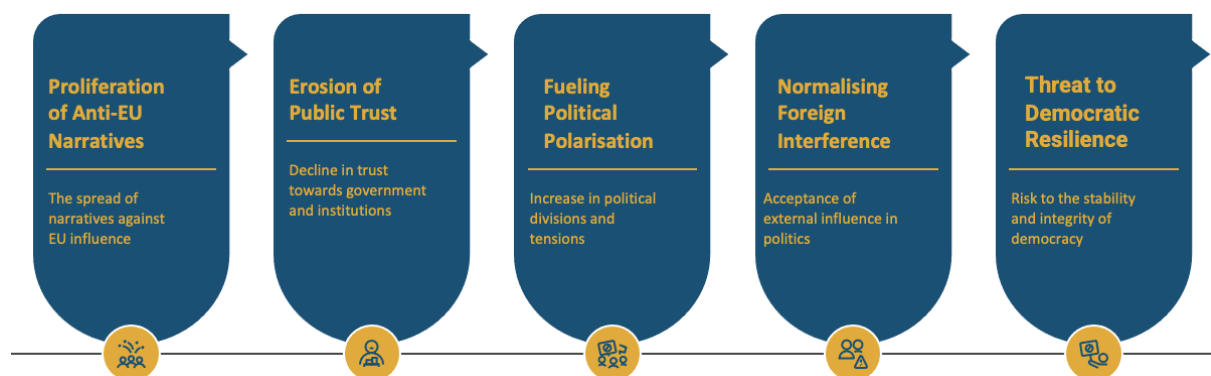 Proliferation
of Anti-EU
Narratives
The spread of
narratives against
EU influence
Erosion of
Public Trust
Decline in trust
towards government
and institutions
Fueling
Political
Polarisation
Increase in political
divisions and
tensions
Normalising
Foreign
Interference
Acceptance of
external influence in
politics
Threat to
Democratic
Resilience
Risk to the stability
and integrity of
democracy